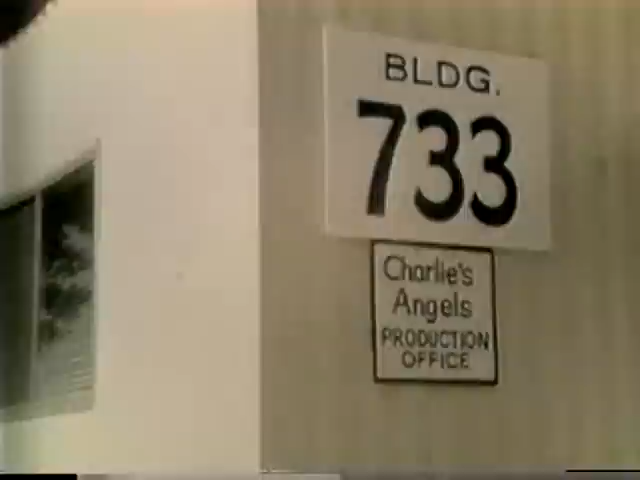 BLDG.
733
Charlie's
Angels
PRODUCTION
OFFICE